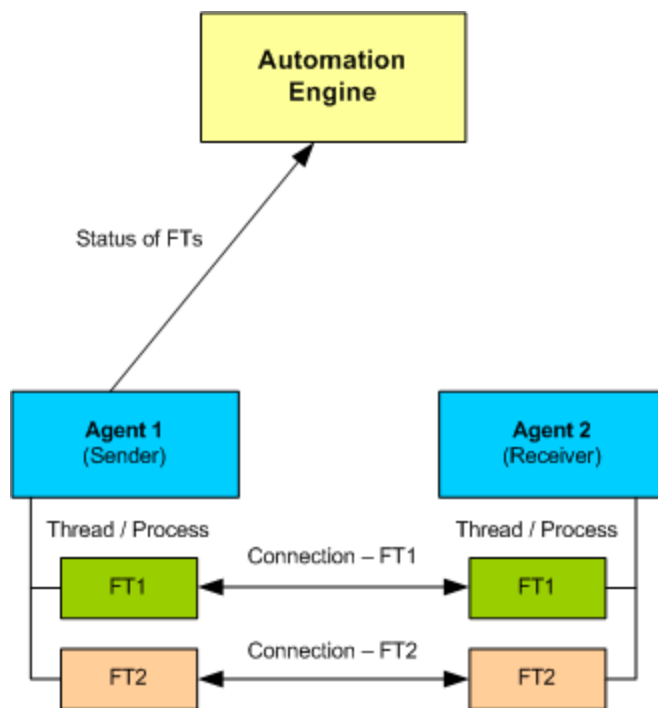 Automation
Engine
Status of FTs
Agent 1
(Sender)
Agent 2
(Receiver)
Thread / Process
Thread / Process
Connection – FT1
FT1
FT1
Connection – FT2
FT2
FT2